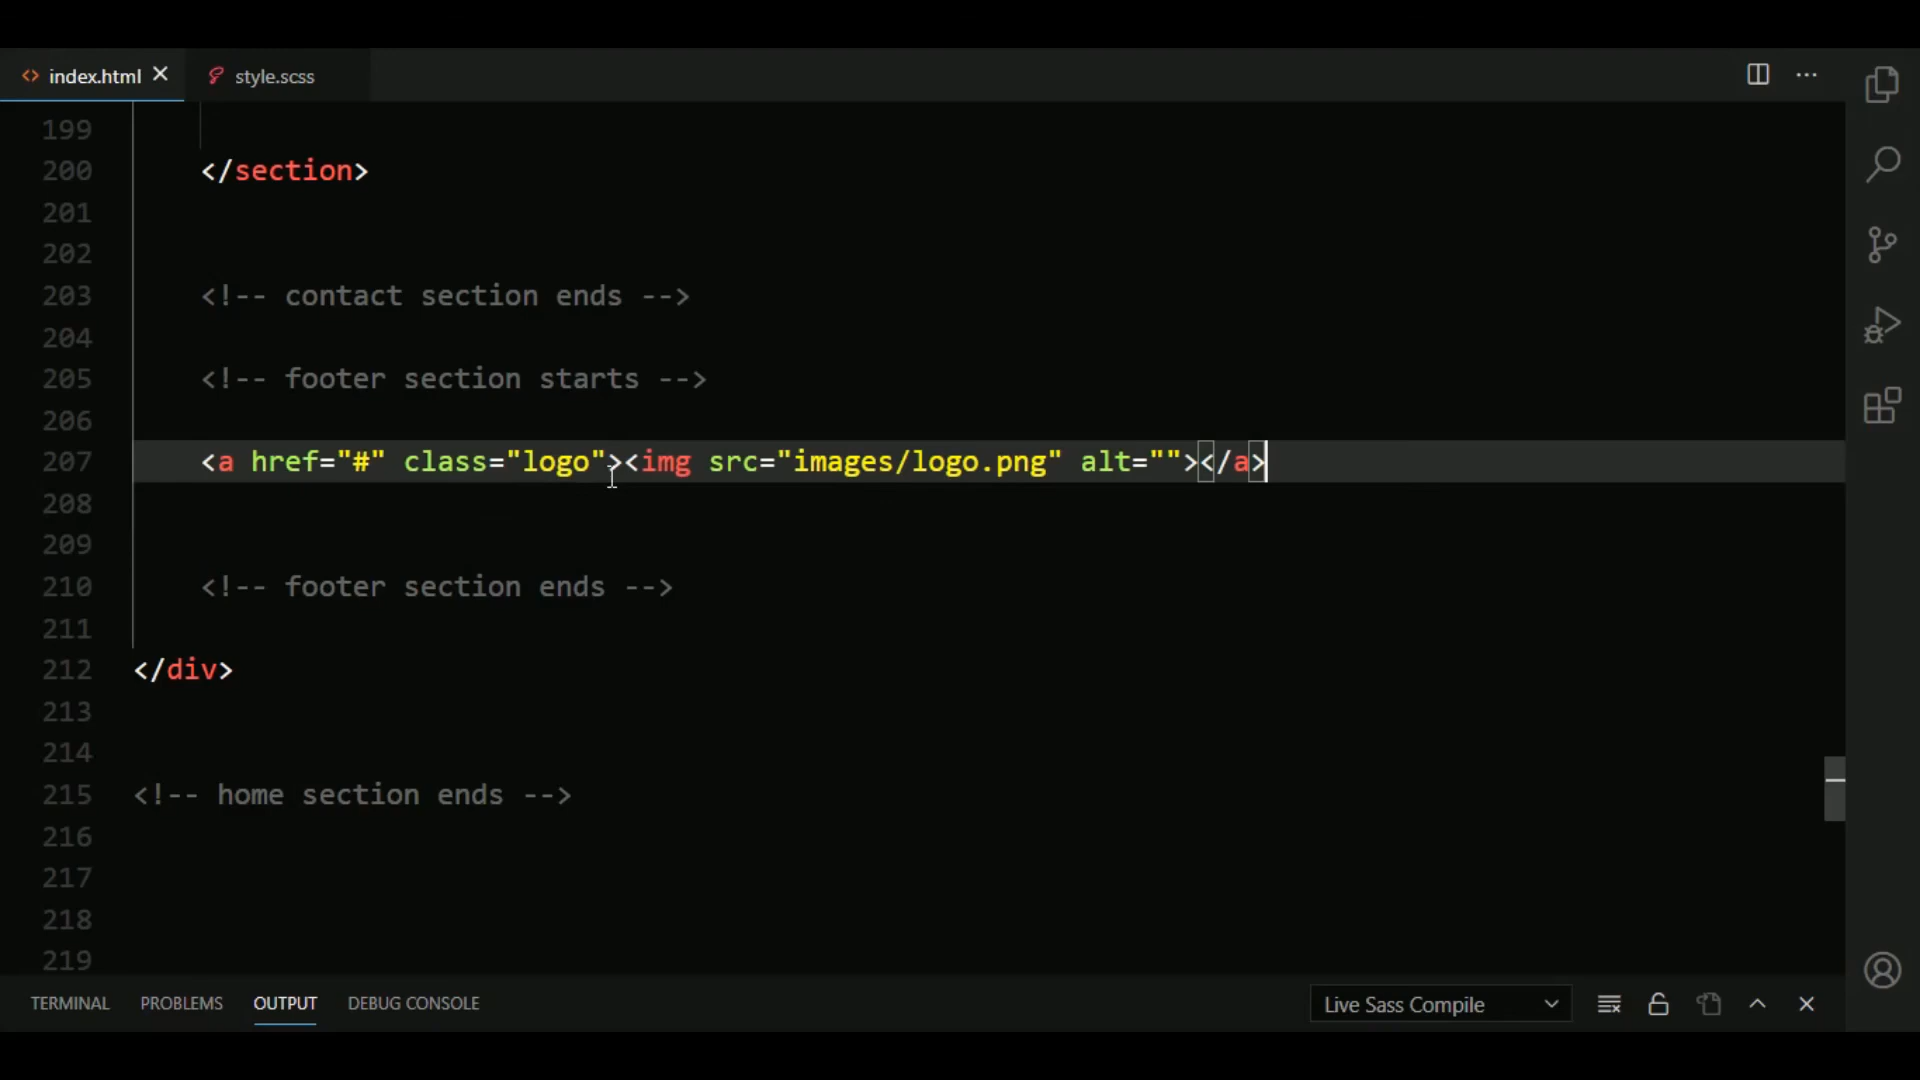 index.html
style.scss
199
200 </section>
201
202
203 <!-- contact section ends -->
204
205 <!-- footer section starts -->
206
207 <a href="#" class="logo"><img src="images/logo.png" alt=""></a>
208
209
210 <!-- footer section ends -->
211
212 </div>
213
214
215 <!-- home section ends -->
216
217
218
219
TERMINAL PROBLEMS OUTPUT DEBUG CONSOLE Live Sass Compile